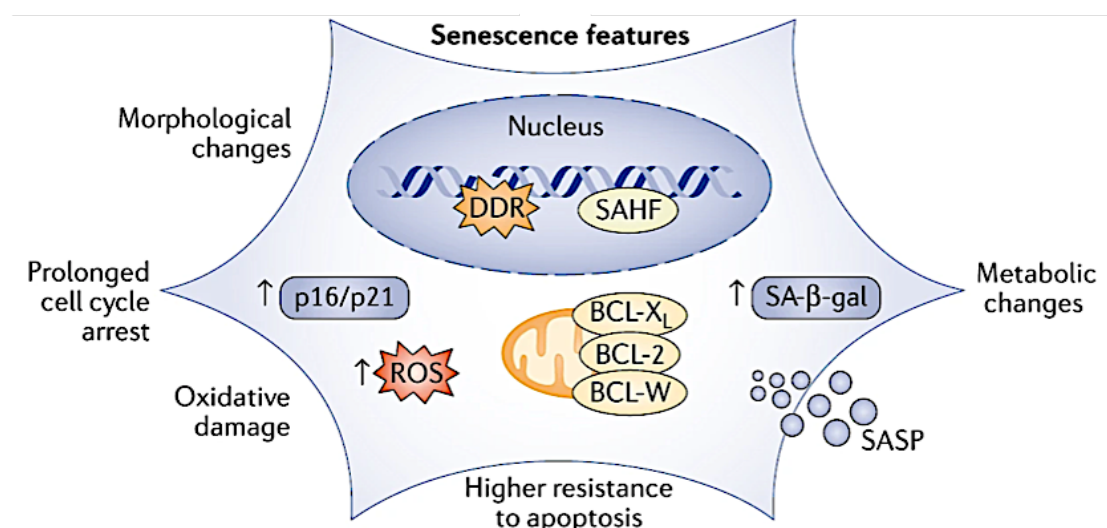 Senescence features
Morphological
changes
Nucleus
DDR
SAHF
Prolonged
cell cycle
arrest
↑ p16/p21
↑ SA-β-gal
Metabolic
changes
BCL-XL
BCL-2
BCL-W
↑ ROS
Oxidative
damage
SASP
Higher resistance
to apoptosis